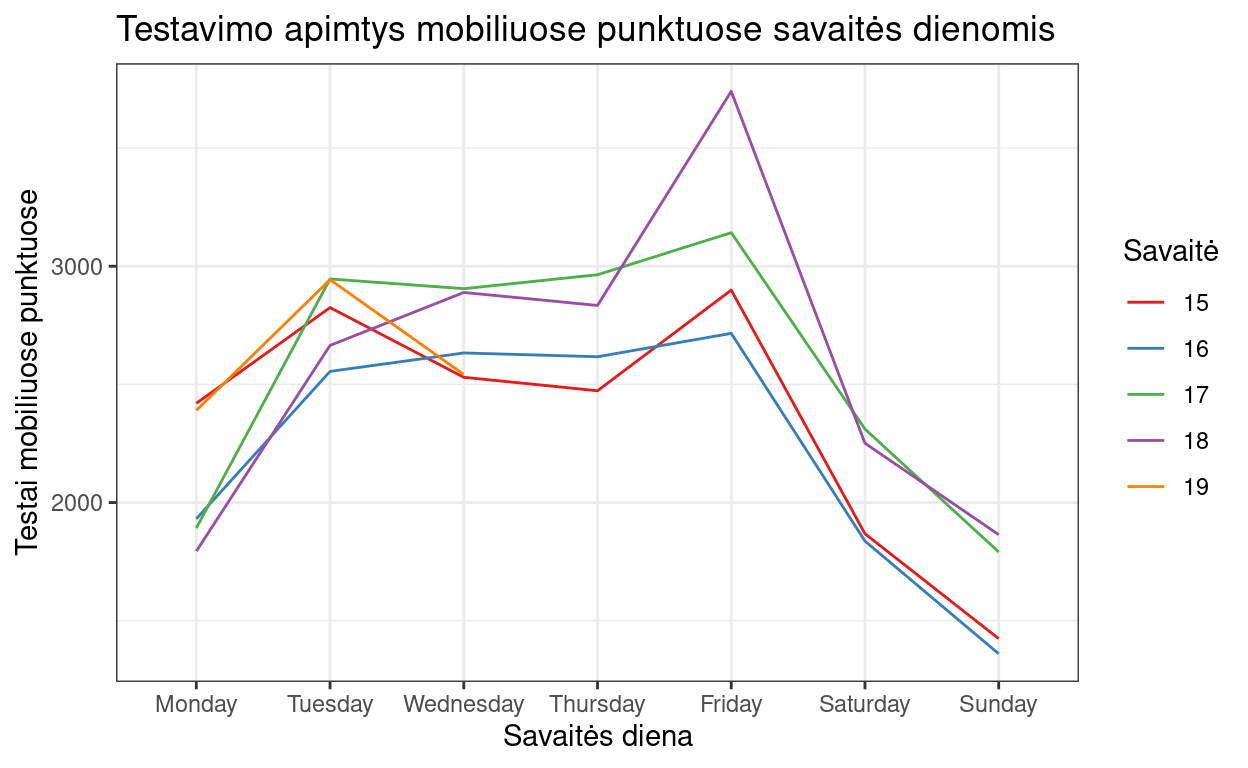 Testavimo apimtys mobiliuose punktuose savaitės dienomis
Testai mobiliuose punktuose
3000
2000
Monday
Tuesday
Wednesday
Thursday
Friday
Saturday
Sunday
Savaitės diena
Savaitė
15
16
17
18
19